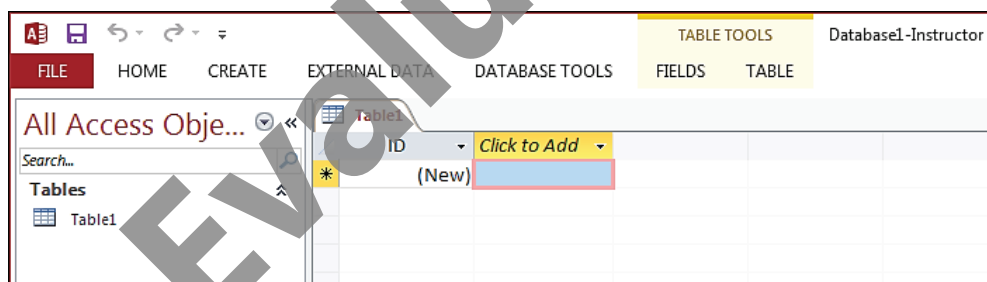 TABLE TOOLS Database1-Instructor
FILE HOME CREATE EXTERNAL DATA DATABASE TOOLS FIELDS TABLE
All Access Obje... «
Table1
ID Click to Add
Search...
* (New)
Tables
Table1
Evalu